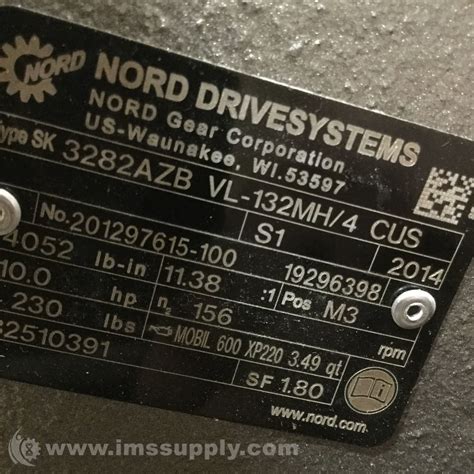 NORD
NORD DRIVESYSTEMS
NORD Gear Corporation
US-Waunakee, WI.53597
Type SK 3282AZB VL-132MH/4 CUS
No.201297615-100 S1 19296398 2014
4052 lb-in 11.38 :1 Pos M3
10.0 hp n2 156 rpm
230 lbs MOBIL 600 XP220 3.49 qt
32510391 SF 1.80
www.nord.com
www.imssupply.com